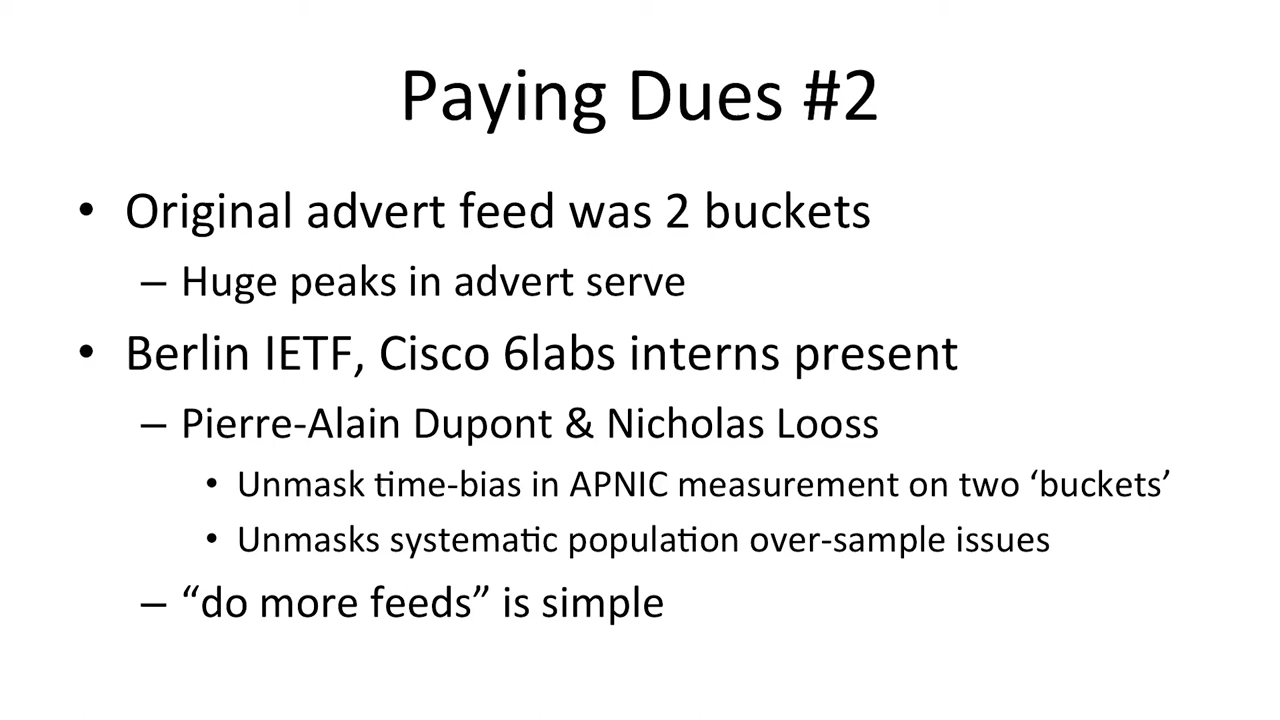 Paying Dues #2
• Original advert feed was 2 buckets
– Huge peaks in advert serve
• Berlin IETF, Cisco 6labs interns present
– Pierre-Alain Dupont & Nicholas Looss
• Unmask time-bias in APNIC measurement on two ‘buckets’
• Unmasks systematic population over-sample issues
– “do more feeds” is simple